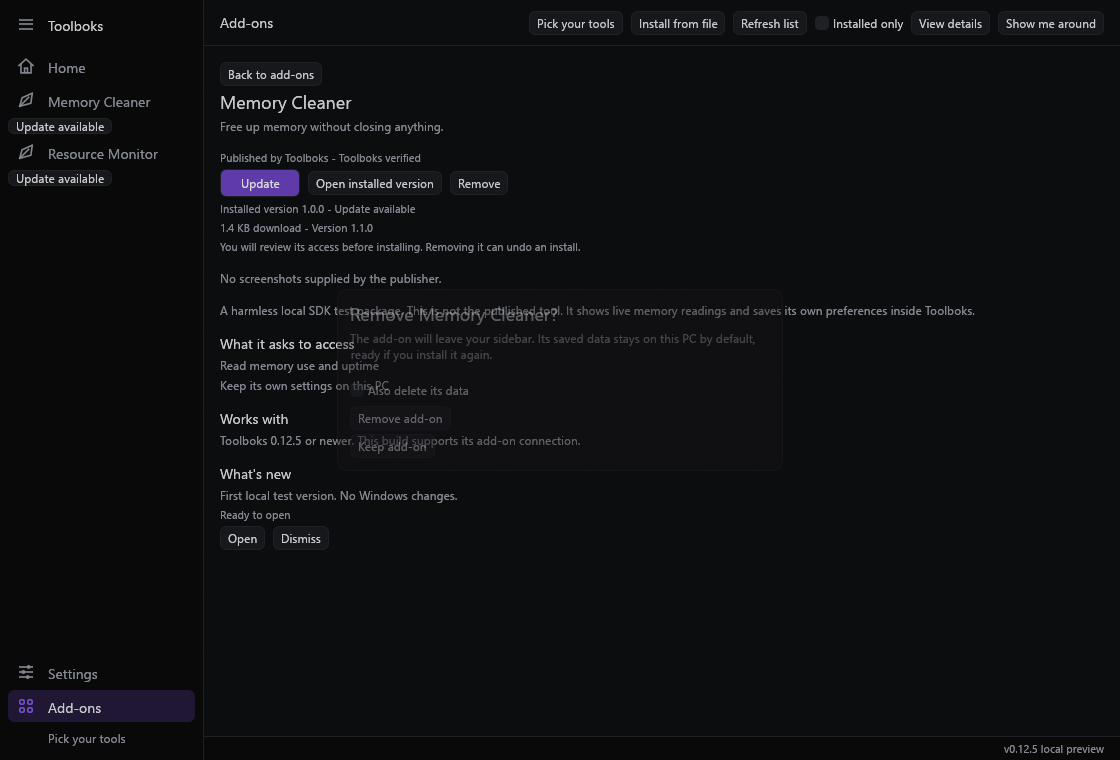 Toolboks
Home
Memory Cleaner
Update available
Resource Monitor
Update available
Settings
Add-ons
Pick your tools
Add-ons
Pick your tools
Install from file
Refresh list
Installed only
View details
Show me around
Back to add-ons
Memory Cleaner
Free up memory without closing anything.
Published by Toolboks - Toolboks verified
Update
Open installed version
Remove
Installed version 1.0.0 - Update available
1.4 KB download - Version 1.1.0
You will review its access before installing. Removing it can undo an install.
No screenshots supplied by the publisher.
A harmless local SDK test package. This is not the published tool. It shows live memory readings and saves its own preferences inside Toolboks.
Remove Memory Cleaner?
The add-on will leave your sidebar. Its saved data stays on this PC by default,
ready if you install it again.
Also delete its data
Remove add-on
Keep add-on
What it asks to access
Read memory use and uptime
Keep its own settings on this PC
Works with
Toolboks 0.12.5 or newer. This build supports its add-on connection.
What's new
First local test version. No Windows changes.
Ready to open
Open
Dismiss
v0.12.5 local preview